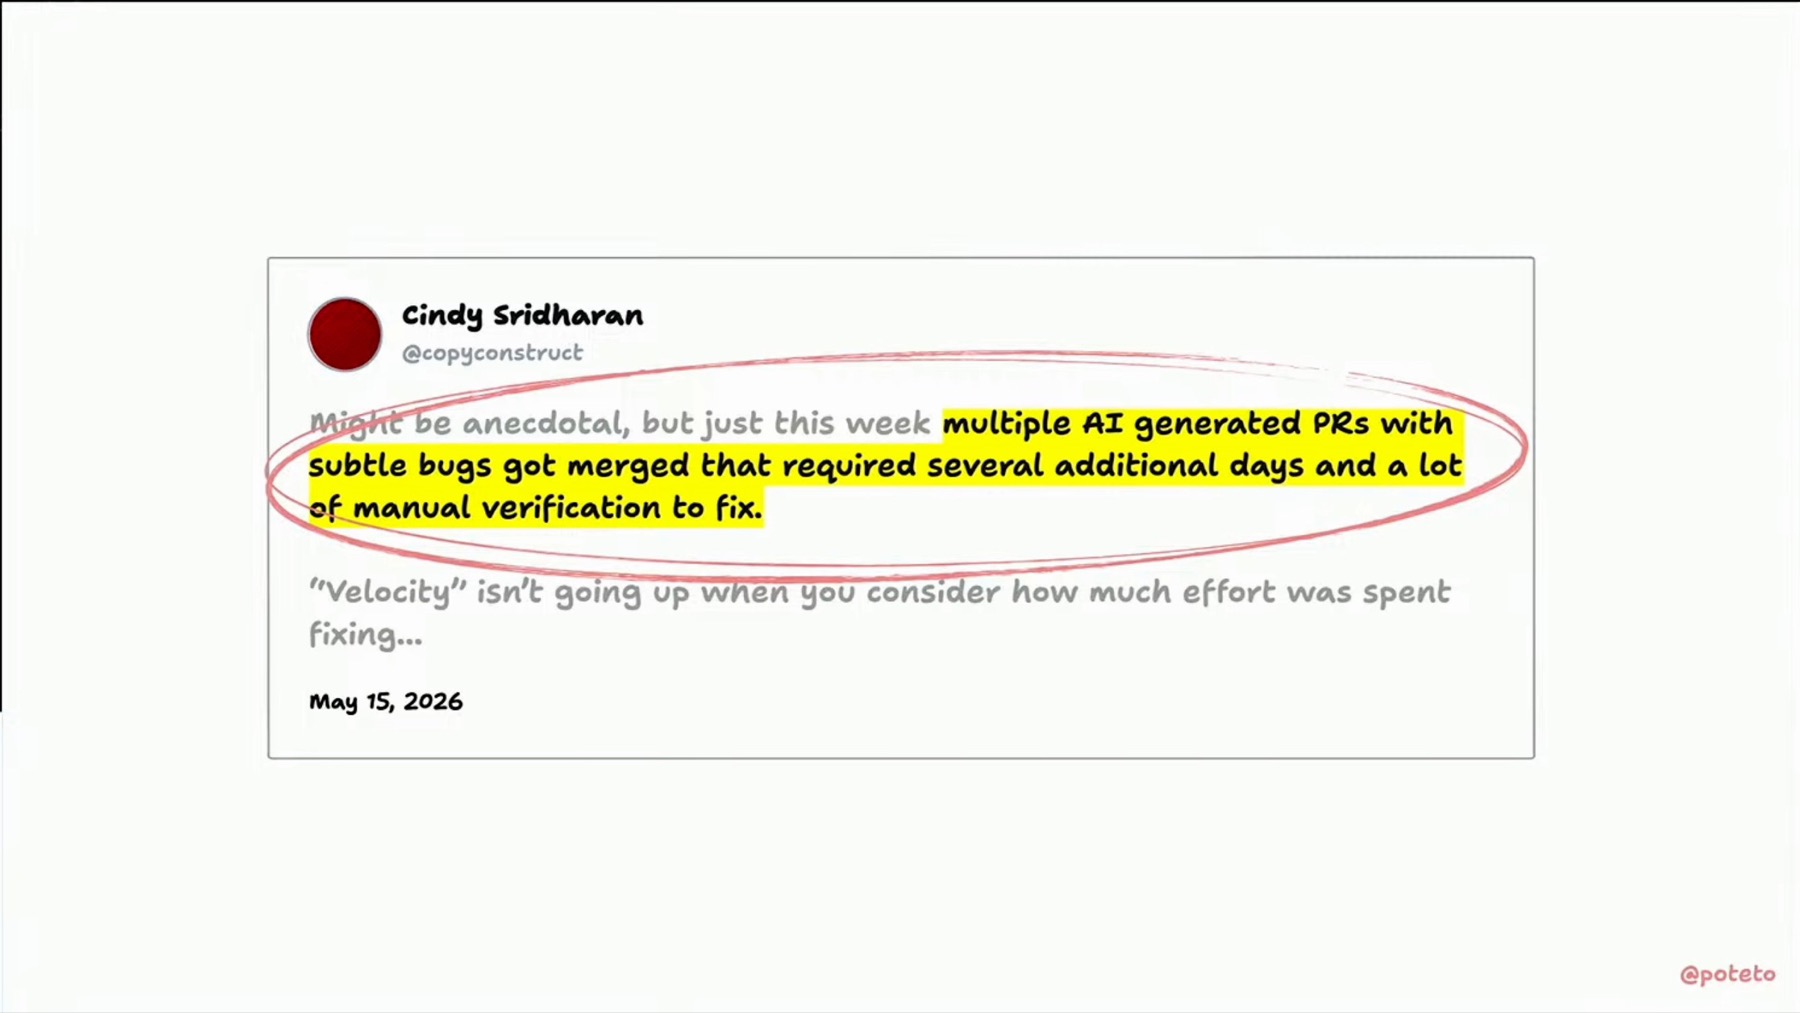 Cindy Sridharan
@copyconstruct
Might be anecdotal, but just this week multiple AI generated PRs with
subtle bugs got merged that required several additional days and a lot
of manual verification to fix.
“Velocity” isn’t going up when you consider how much effort was spent
fixing...
May 15, 2026
@poteto